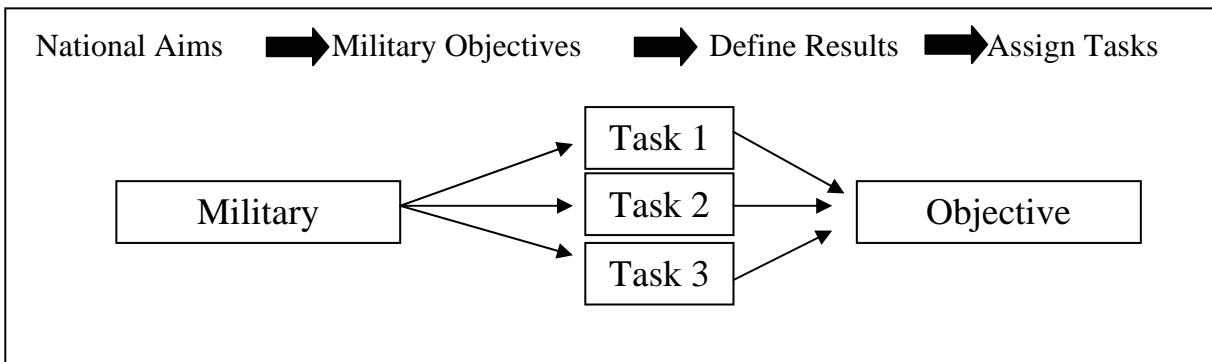 National Aims Military Objectives Define Results Assign Tasks
Task 1
Military Task 2 Objective
Task 3